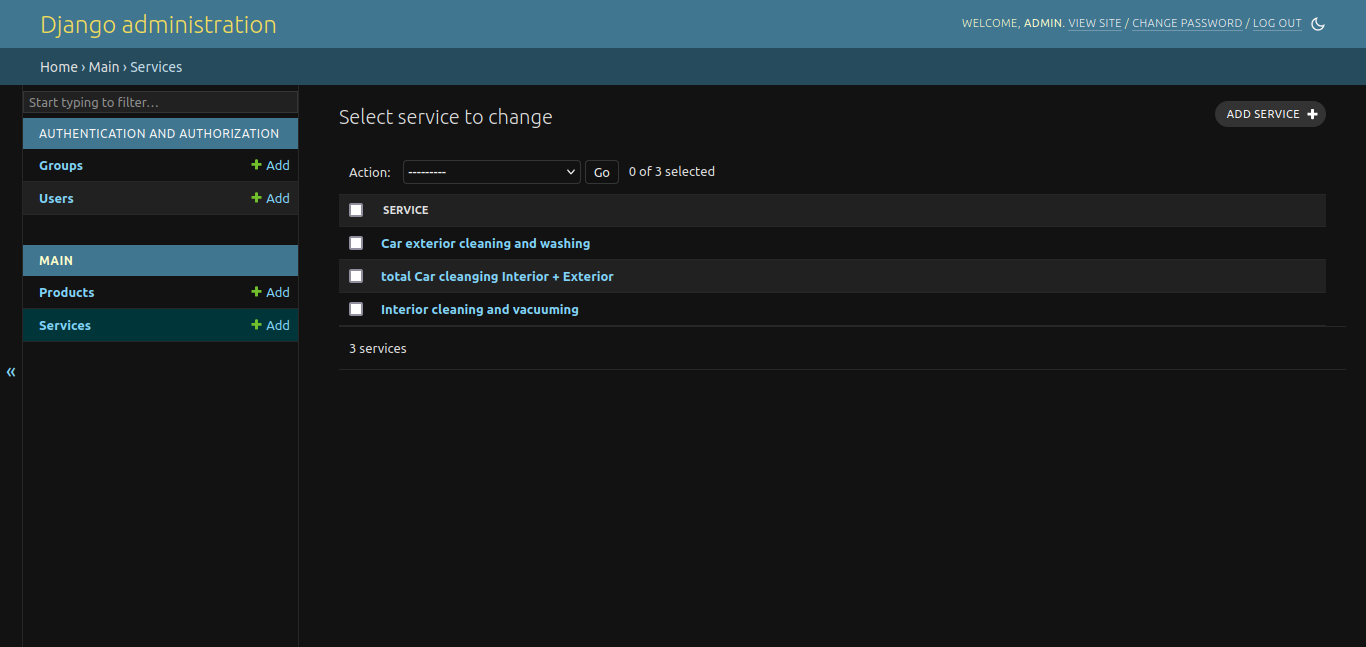 Django administration
WELCOME, ADMIN. VIEW SITE / CHANGE PASSWORD / LOG OUT
Home › Main › Services
Start typing to filter…
AUTHENTICATION AND AUTHORIZATION
Groups + Add
Users + Add
MAIN
Products + Add
Services + Add
«
Select service to change
ADD SERVICE +
Action: --------- Go 0 of 3 selected
SERVICE
Car exterior cleaning and washing
total Car cleanging Interior + Exterior
Interior cleaning and vacuuming
3 services